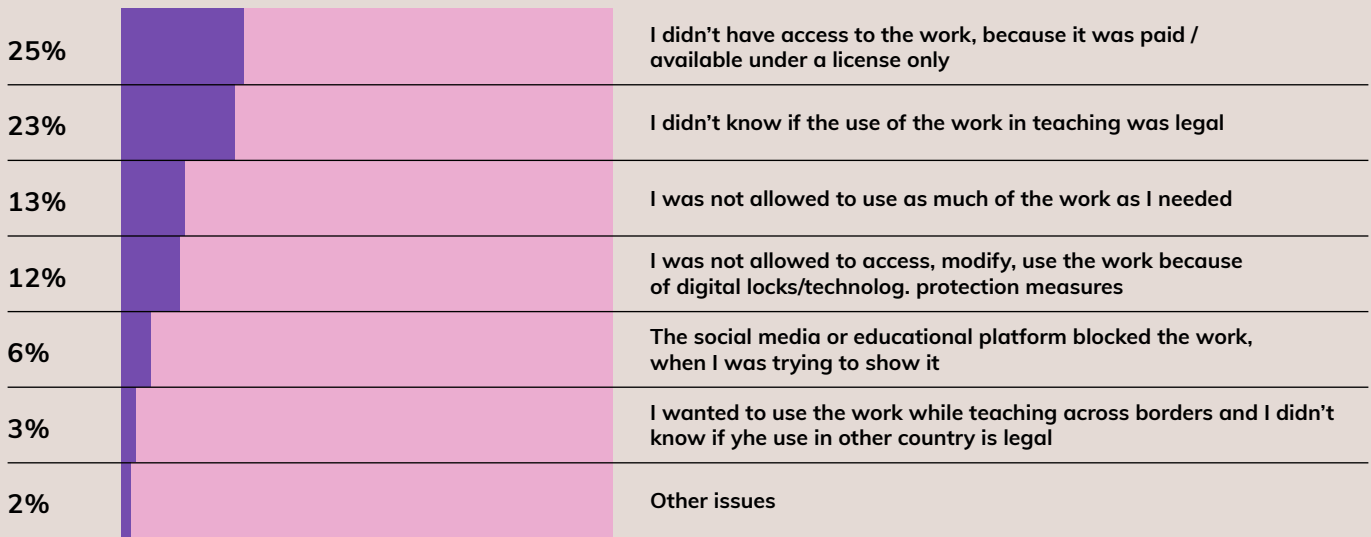 25%
I didn’t have access to the work, because it was paid /
available under a license only
23%
I didn’t know if the use of the work in teaching was legal
13%
I was not allowed to use as much of the work as I needed
12%
I was not allowed to access, modify, use the work because
of digital locks/technolog. protection measures
6%
The social media or educational platform blocked the work,
when I was trying to show it
3%
I wanted to use the work while teaching across borders and I didn’t
know if yhe use in other country is legal
2%
Other issues